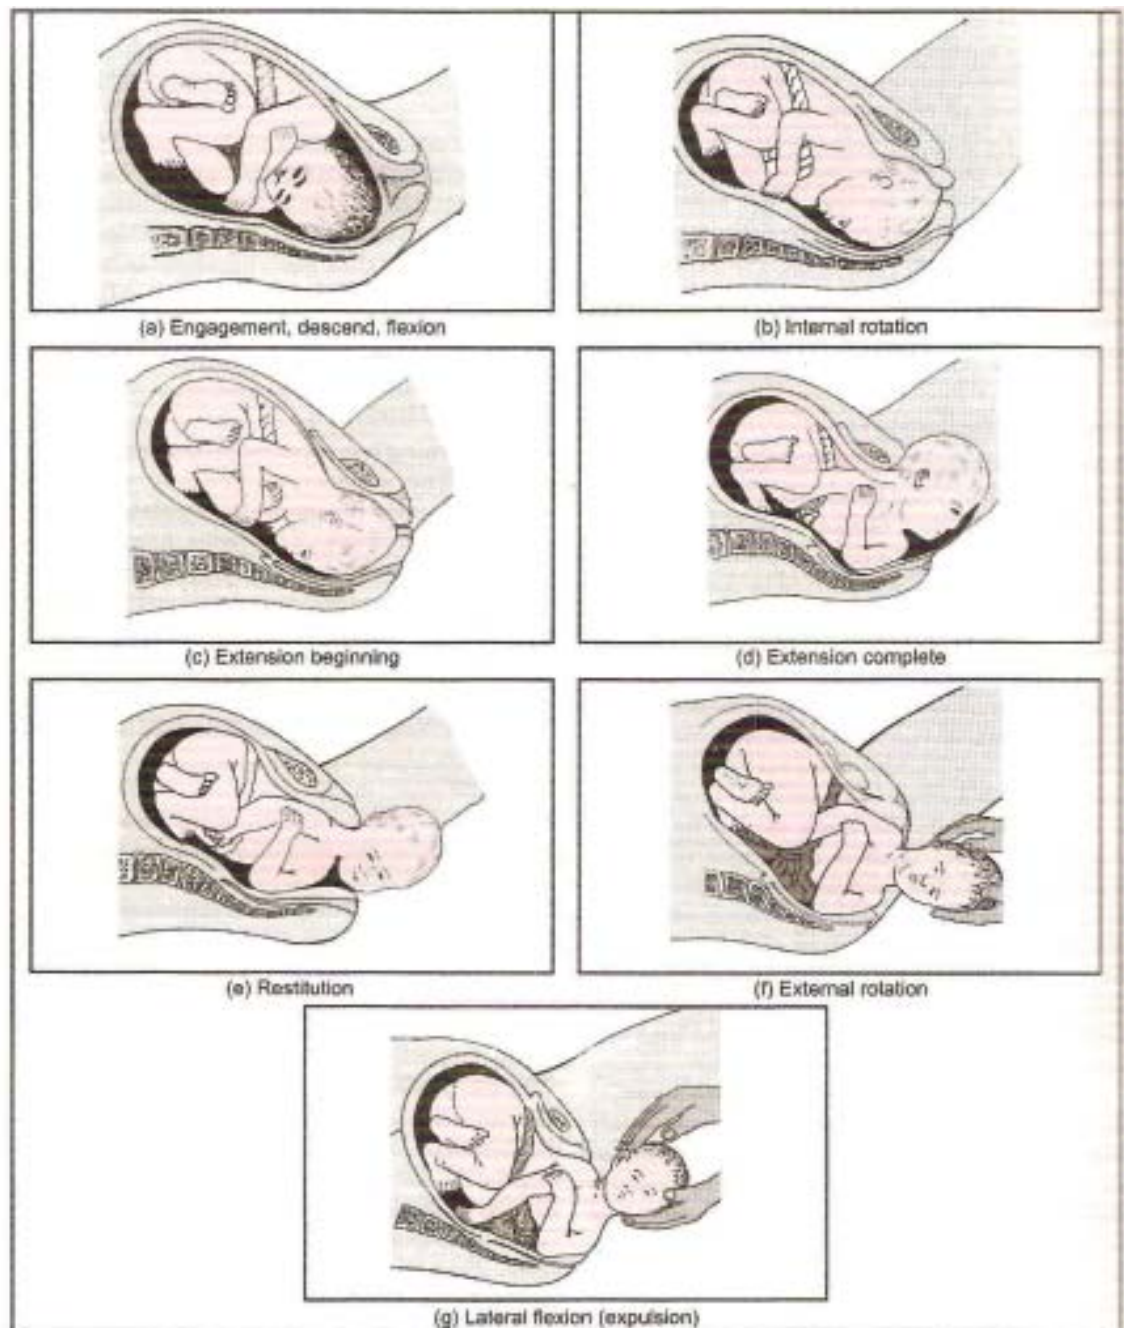 (a) Engagement, descend, flexion
(b) Internal rotation
(c) Extension beginning
(d) Extension complete
(e) Restitution
(f) External rotation
(g) Lateral flexion (expulsion)